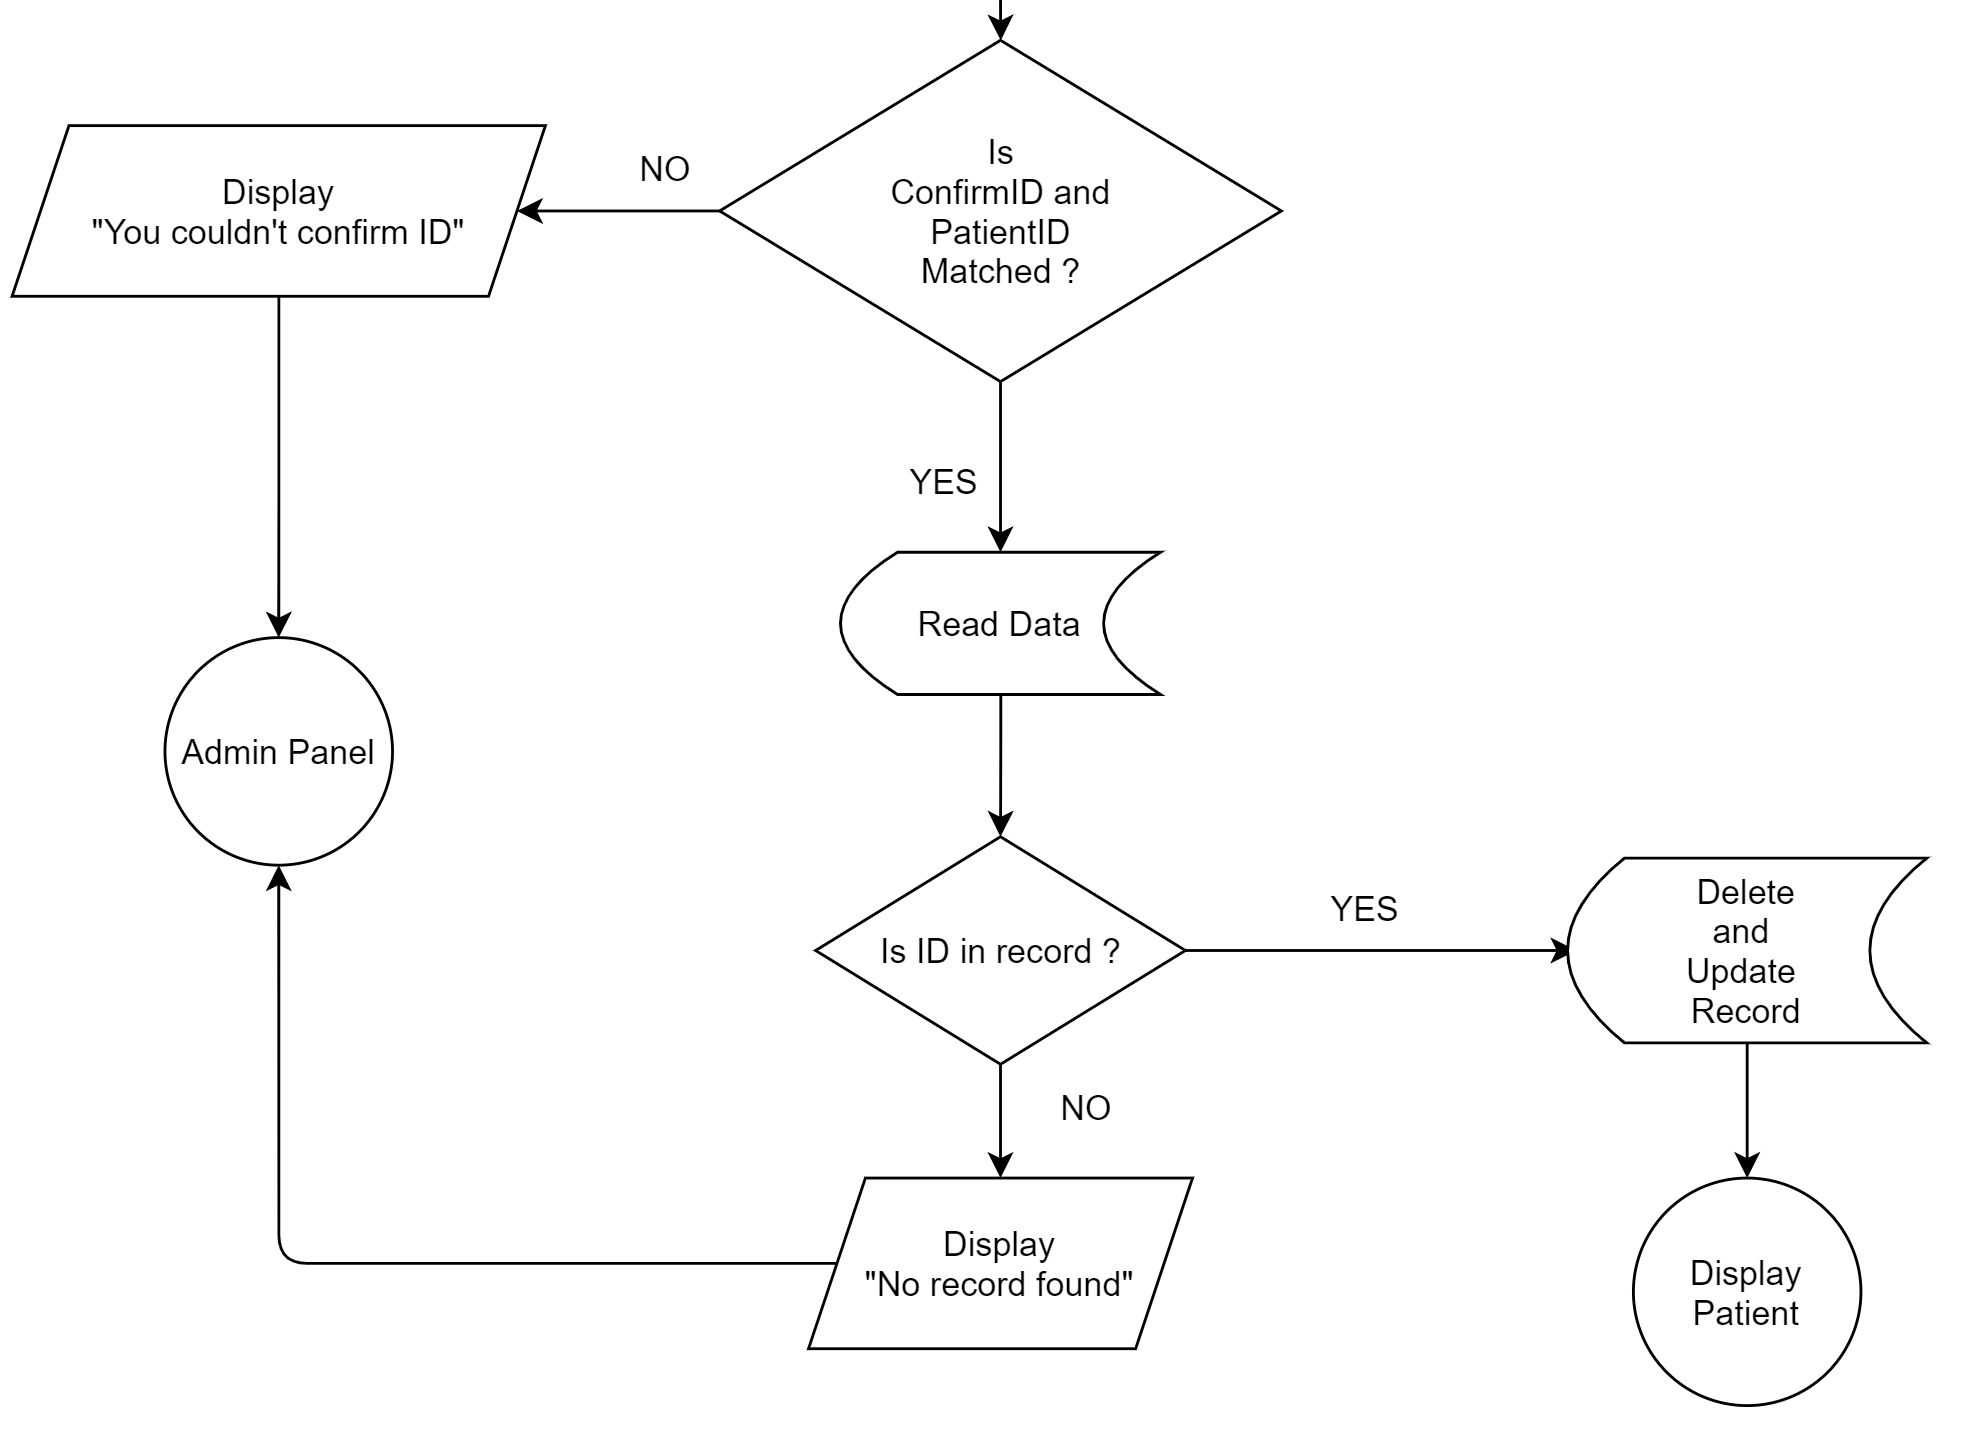 Is
ConfirmID and
PatientID
Matched ?
NO
Display
"You couldn't confirm ID"
YES
Read Data
Admin Panel
Is ID in record ?
YES
Delete
and
Update
Record
NO
Display
"No record found"
Display
Patient